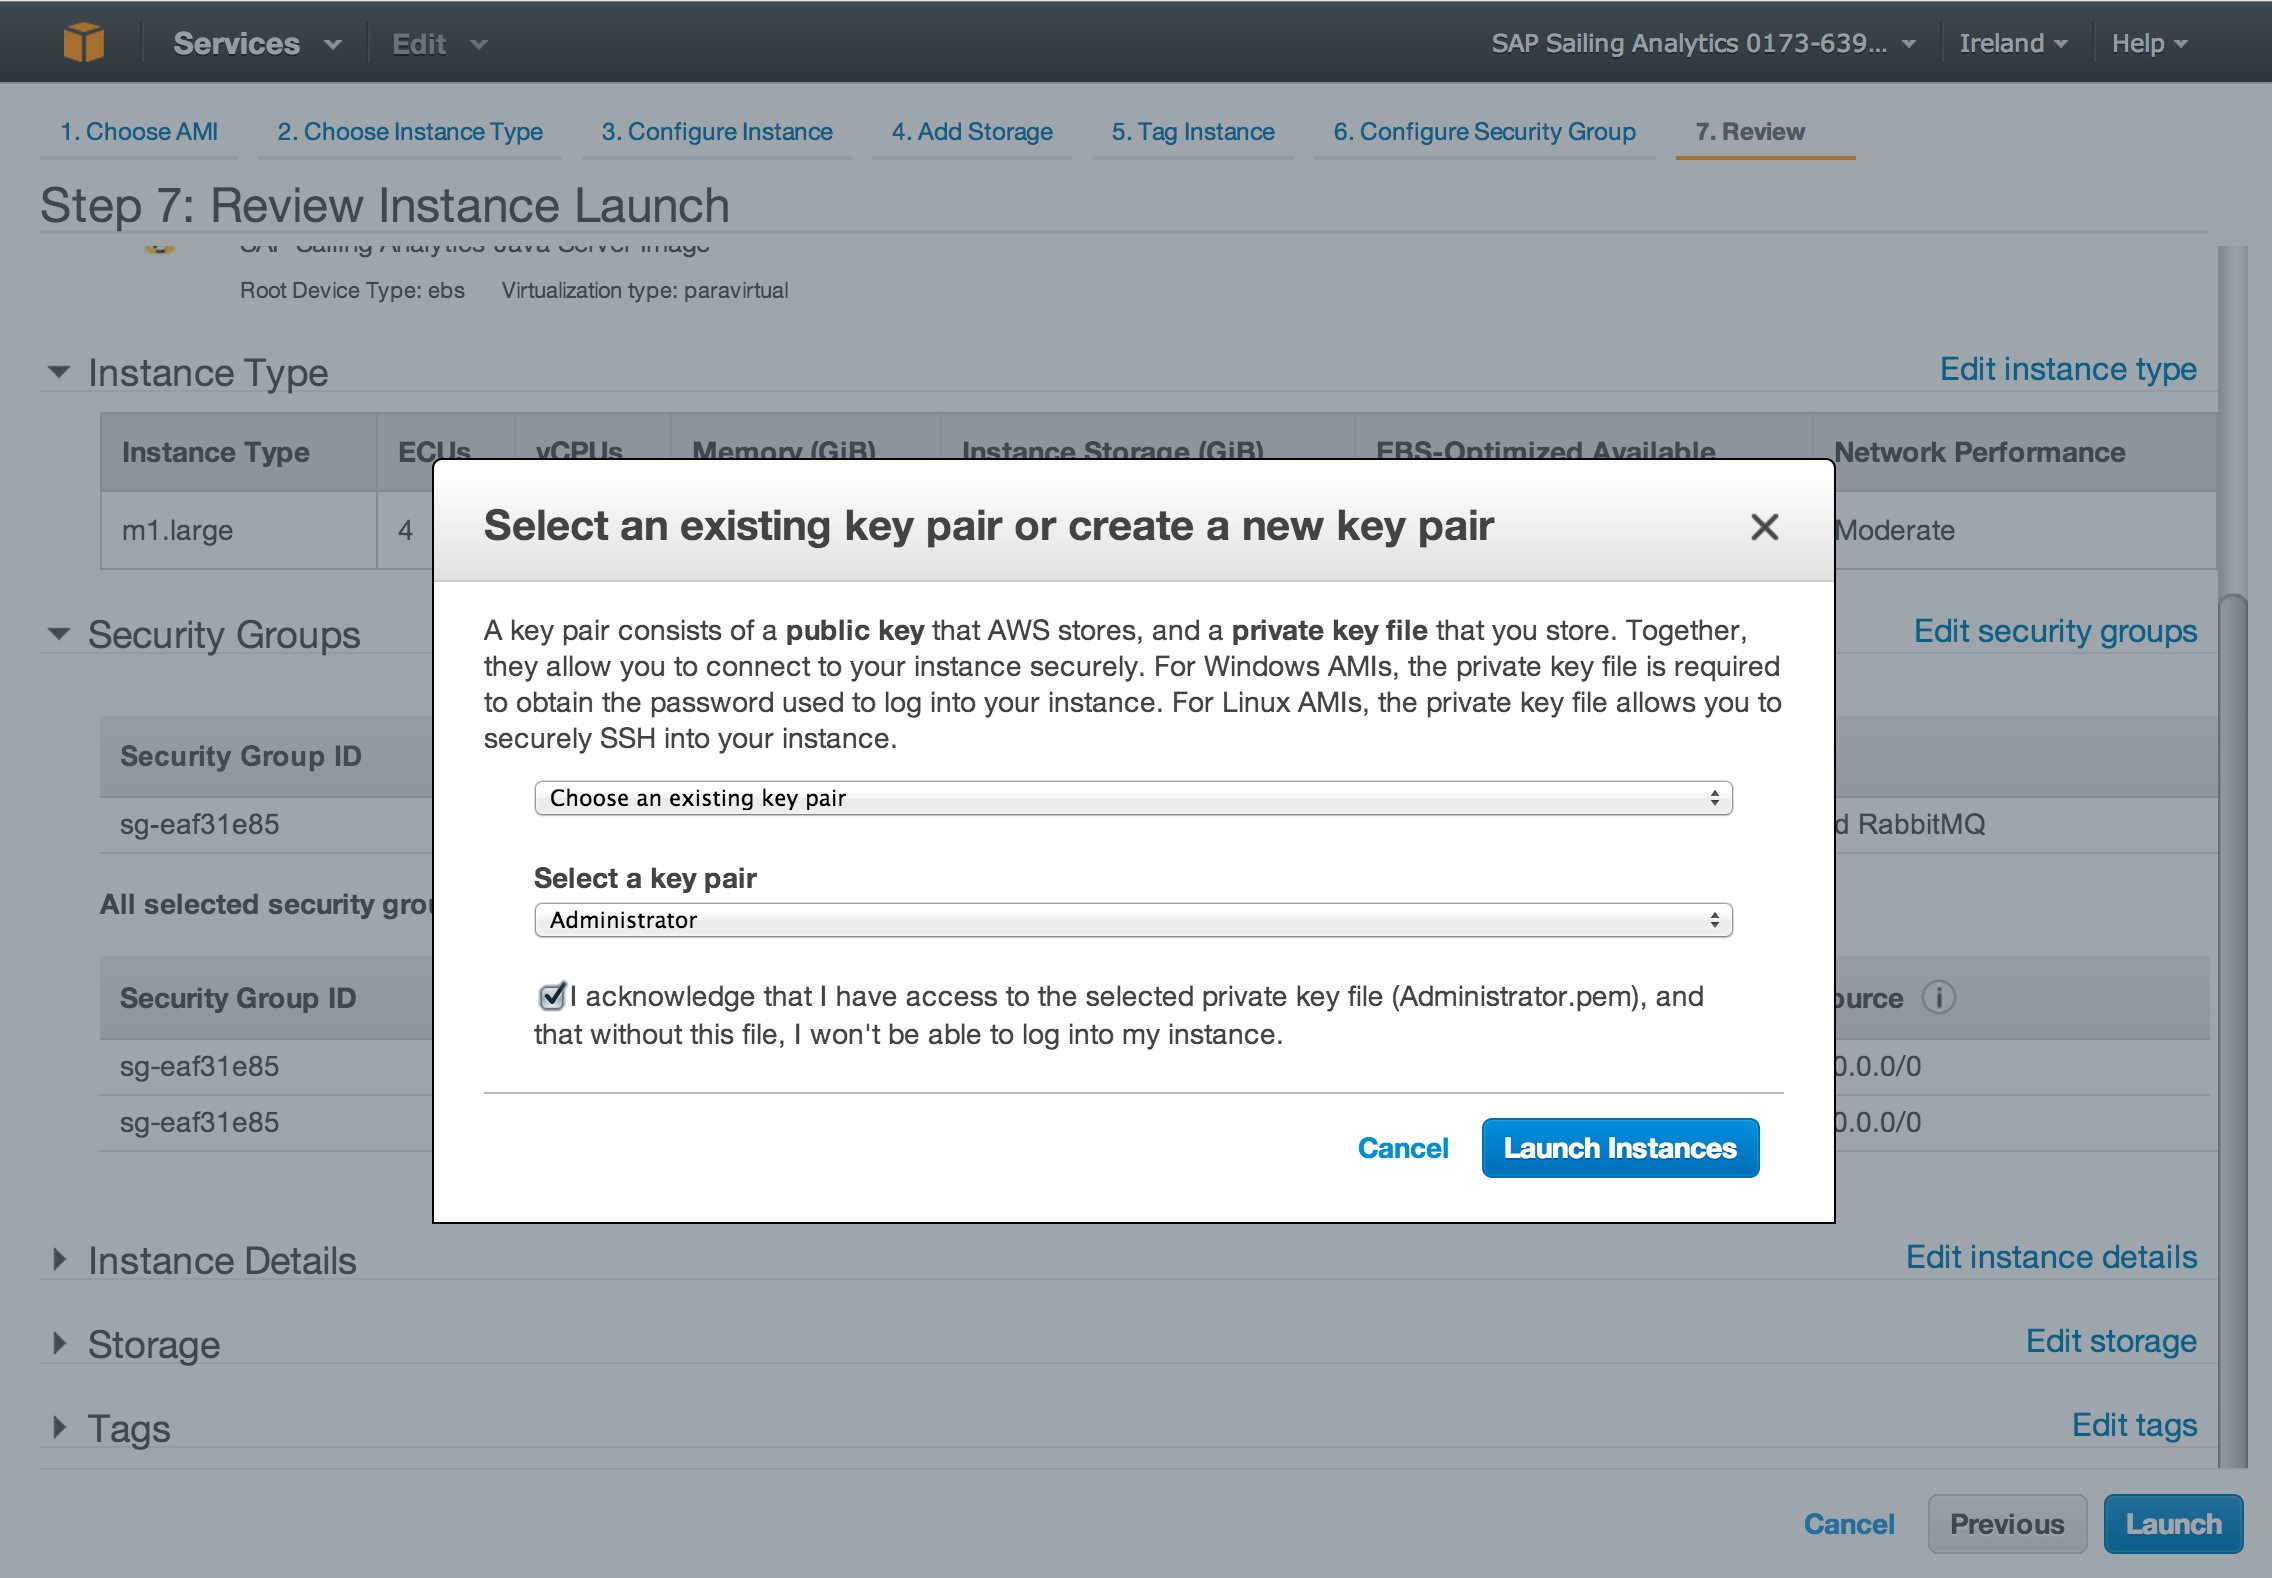 Services Edit SAP Sailing Analytics 0173-639... Ireland Help
1. Choose AMI 2. Choose Instance Type 3. Configure Instance 4. Add Storage 5. Tag Instance 6. Configure Security Group 7. Review
Step 7: Review Instance Launch
SAP Sailing Analytics Java Server Image
Root Device Type: ebs Virtualization type: paravirtual
Instance Type Edit instance type
Instance Type ECUs vCPUs Memory (GiB) Instance Storage (GiB) EBS-Optimized Available Network Performance
m1.large 4 Moderate
Select an existing key pair or create a new key pair
A key pair consists of a public key that AWS stores, and a private key file that you store. Together,
they allow you to connect to your instance securely. For Windows AMIs, the private key file is required
to obtain the password used to log into your instance. For Linux AMIs, the private key file allows you to
securely SSH into your instance.
Choose an existing key pair
Select a key pair
Administrator
I acknowledge that I have access to the selected private key file (Administrator.pem), and
that without this file, I won't be able to log into my instance.
Cancel Launch Instances
Security Groups Edit security groups
Security Group ID
sg-eaf31e85 d RabbitMQ
All selected security grou
Security Group ID ource i
sg-eaf31e85 0.0.0/0
sg-eaf31e85 0.0.0/0
Instance Details Edit instance details
Storage Edit storage
Tags Edit tags
Cancel Previous Launch